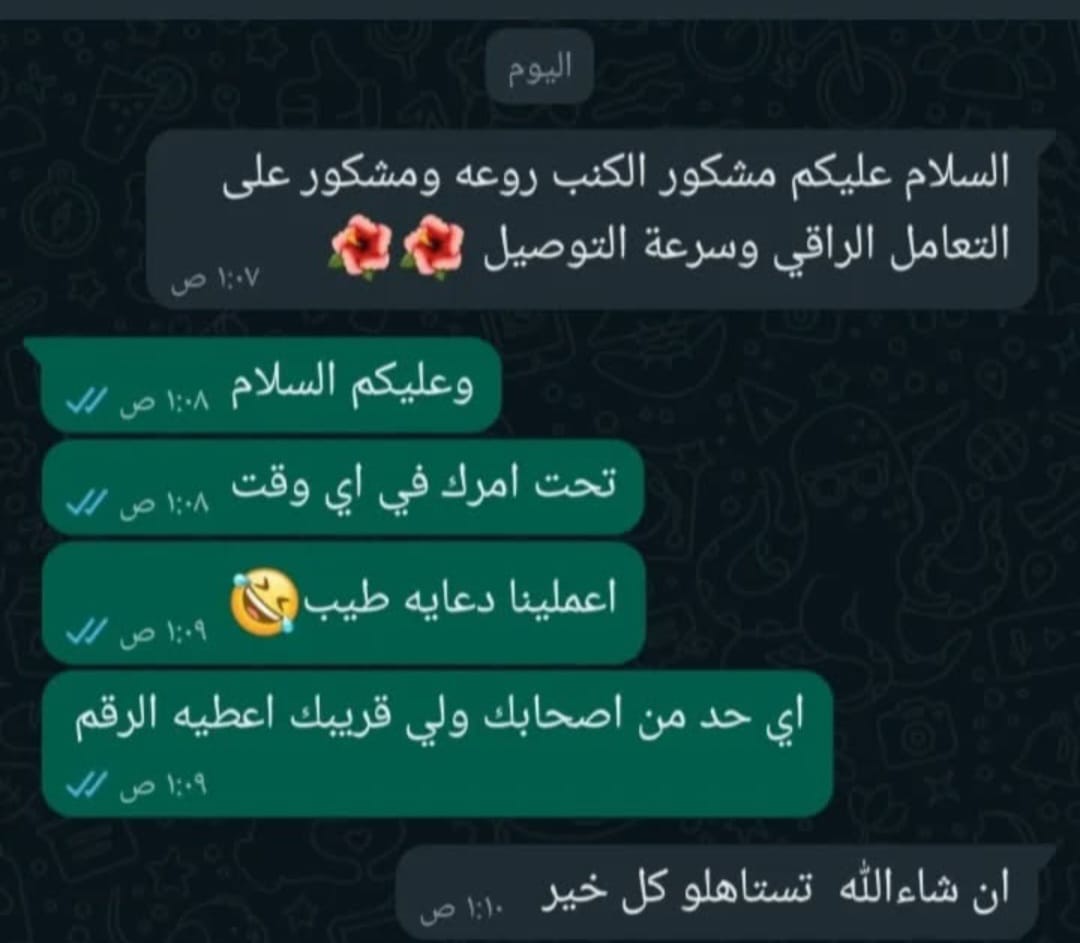 اليوم
السلام عليكم مشكور الكنب روعه ومشكور على
التعامل الراقي وسرعة التوصيل 🌺🌺
١:٠٧ ص
وعليكم السلام
١:٠٨ ص
تحت امرك في اي وقت
١:٠٨ ص
اعملينا دعايه طيب🤣
١:٠٩ ص
اي حد من اصحابك ولي قريبك اعطيه الرقم
١:٠٩ ص
ان شاءالله تستاهلو كل خير
١:١٠ ص